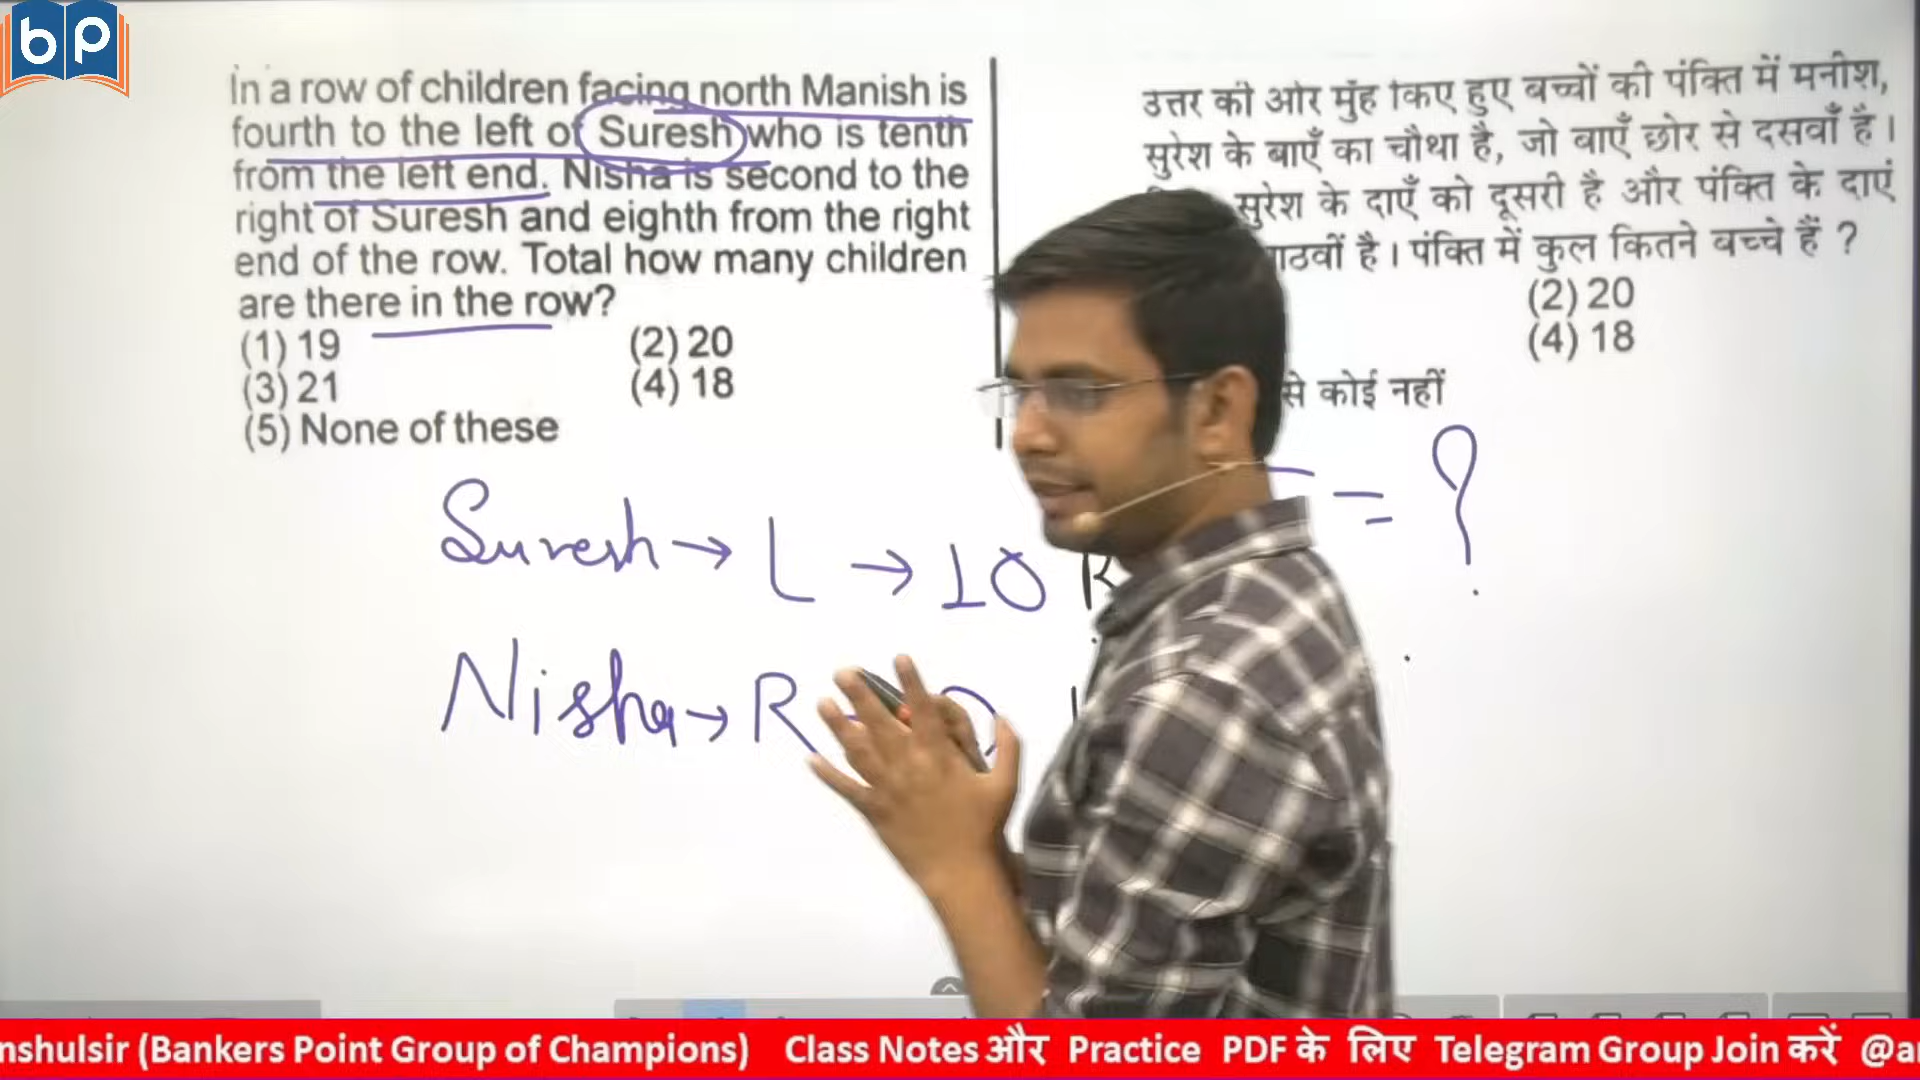 bp
In a row of children facing north Manish is
fourth to the left of Suresh who is tenth
from the left end. Nisha is second to the
right of Suresh and eighth from the right
end of the row. Total how many children
are there in the row?
(1) 19 (2) 20
(3) 21 (4) 18
(5) None of these
उत्तर की ओर मुँह किए हुए बच्चों की पंक्ति में मनीश,
सुरेश के बाएँ का चौथा है, जो बाएँ छोर से दसवाँ है।
सुरेश के दाएँ को दूसरी है और पंक्ति के दाएं
है। पंक्ति में कुल कितने बच्चे हैं ?
(2) 20
(4) 18
से कोई नहीं
= ?
Suresh → L → 10 R
Nisha → R
nshulsir (Bankers Point Group of Champions) Class Notes और Practice PDF के लिए Telegram Group Join करें @a